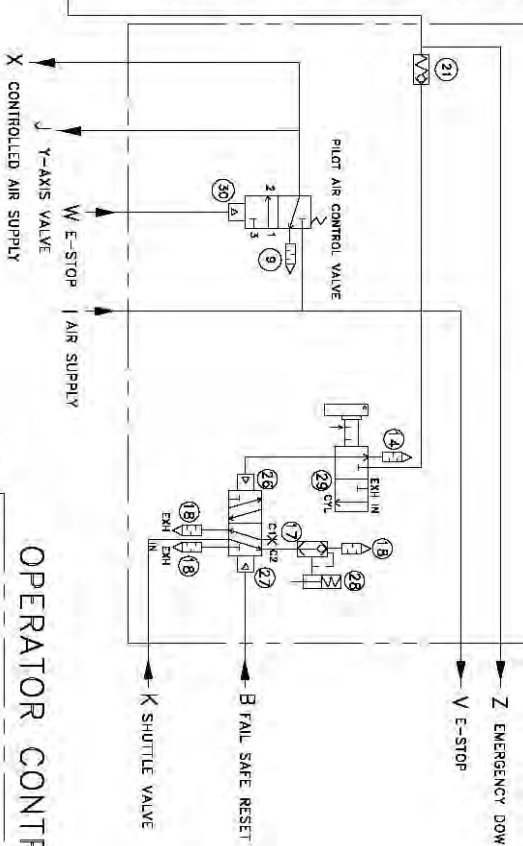 Z EMERGENCY DOW
V E-STOP
21
PILOT AIR CONTROL VALVE
14
EXH IN
29 CYL
9
2
1
3
30
26
C1 C2
17
28
27
18 EXH
18 EXH
IN
B FAIL SAFE RESET
K SHUTTLE VALVE
X CONTROLLED AIR SUPPLY
J Y-AXIS VALVE
W E-STOP
I AIR SUPPLY
OPERATOR CONT